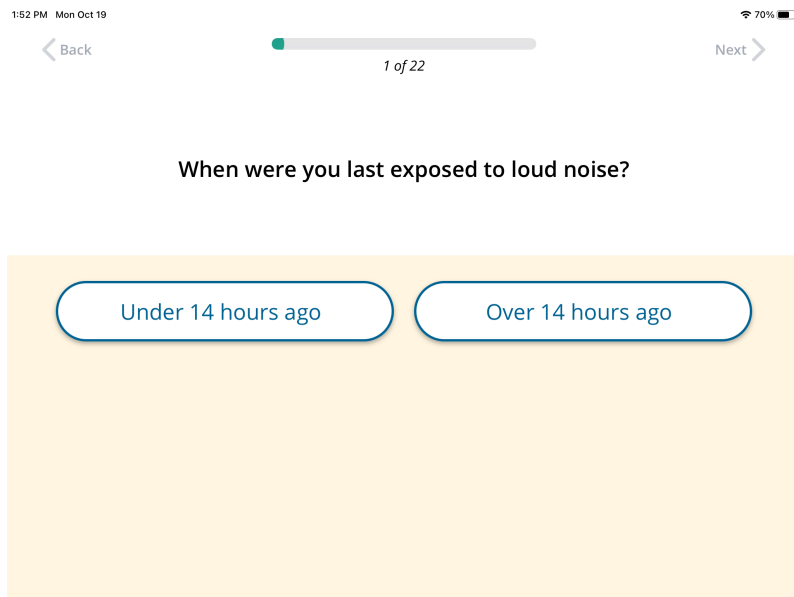 1:52 PM Mon Oct 19 70%
Back Next
1 of 22
When were you last exposed to loud noise?
Under 14 hours ago Over 14 hours ago